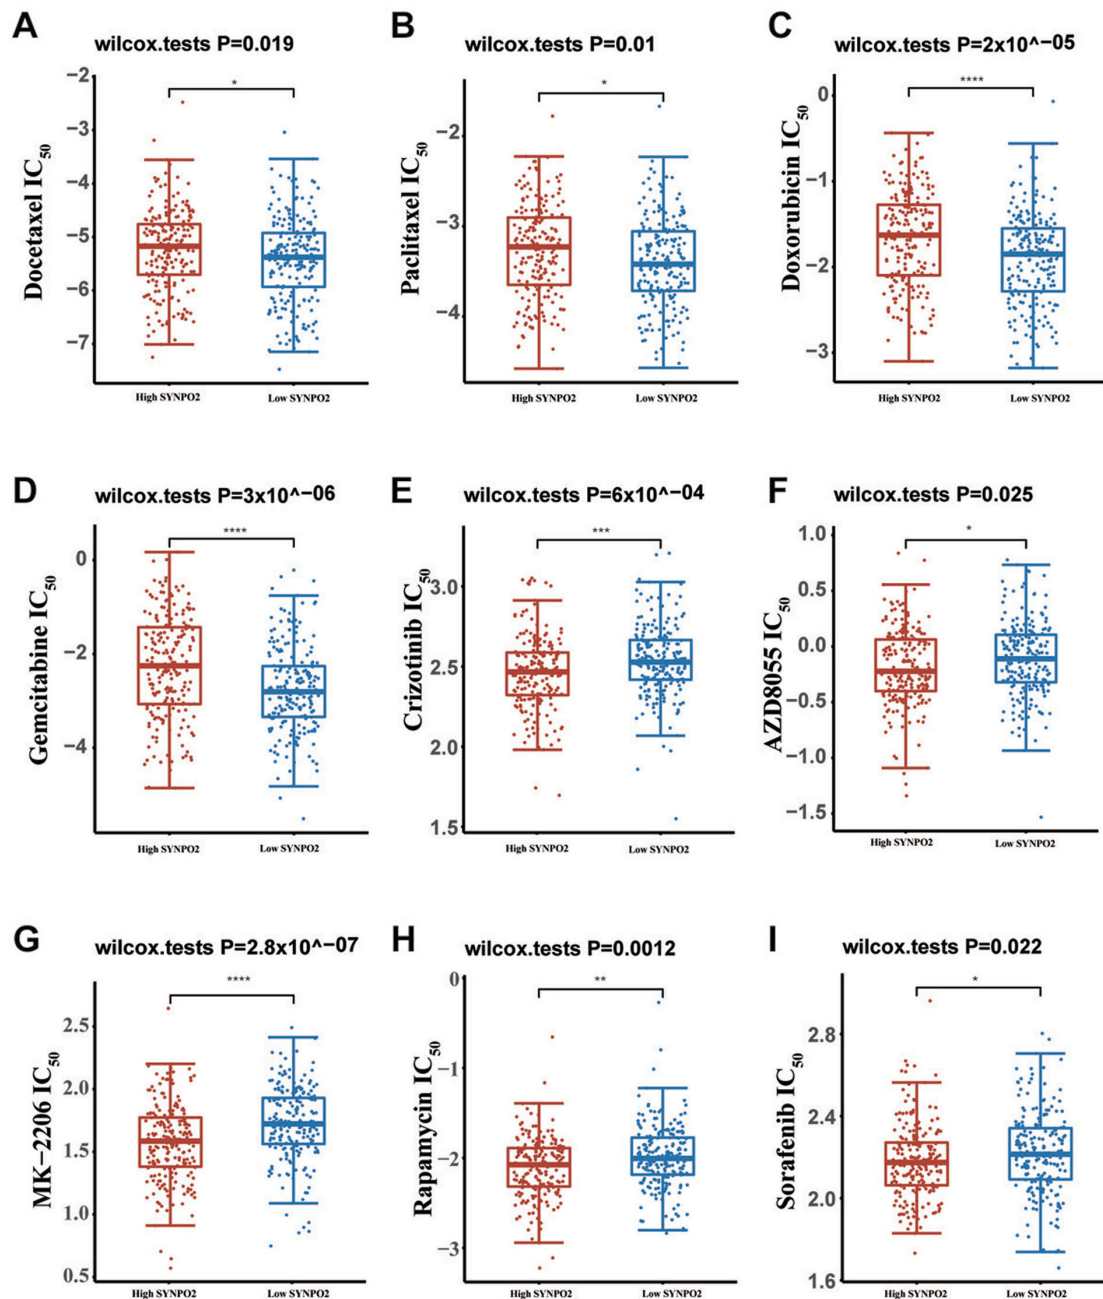 A
wilcox.tests P=0.019
*
Docetaxel IC50
−2
−3
−4
−5
−6
−7
High SYNPO2
Low SYNPO2
B
wilcox.tests P=0.01
*
Paclitaxel IC50
−2
−3
−4
High SYNPO2
Low SYNPO2
C
wilcox.tests P=2x10^−05
****
Doxorubicin IC50
0
−1
−2
−3
High SYNPO2
Low SYNPO2
D
wilcox.tests P=3x10^−06
****
Gemcitabine IC50
0
−2
−4
High SYNPO2
Low SYNPO2
E
wilcox.tests P=6x10^−04
***
Crizotinib IC50
3.0
2.5
2.0
1.5
High SYNPO2
Low SYNPO2
F
wilcox.tests P=0.025
*
AZD8055 IC50
1.0
0.5
0.0
−0.5
−1.0
−1.5
High SYNPO2
Low SYNPO2
G
wilcox.tests P=2.8x10^−07
****
MK−2206 IC50
2.5
2.0
1.5
1.0
0.5
High SYNPO2
Low SYNPO2
H
wilcox.tests P=0.0012
**
Rapamycin IC50
0
−1
−2
−3
High SYNPO2
Low SYNPO2
I
wilcox.tests P=0.022
*
Sorafenib IC50
2.8
2.4
2.0
1.6
High SYNPO2
Low SYNPO2